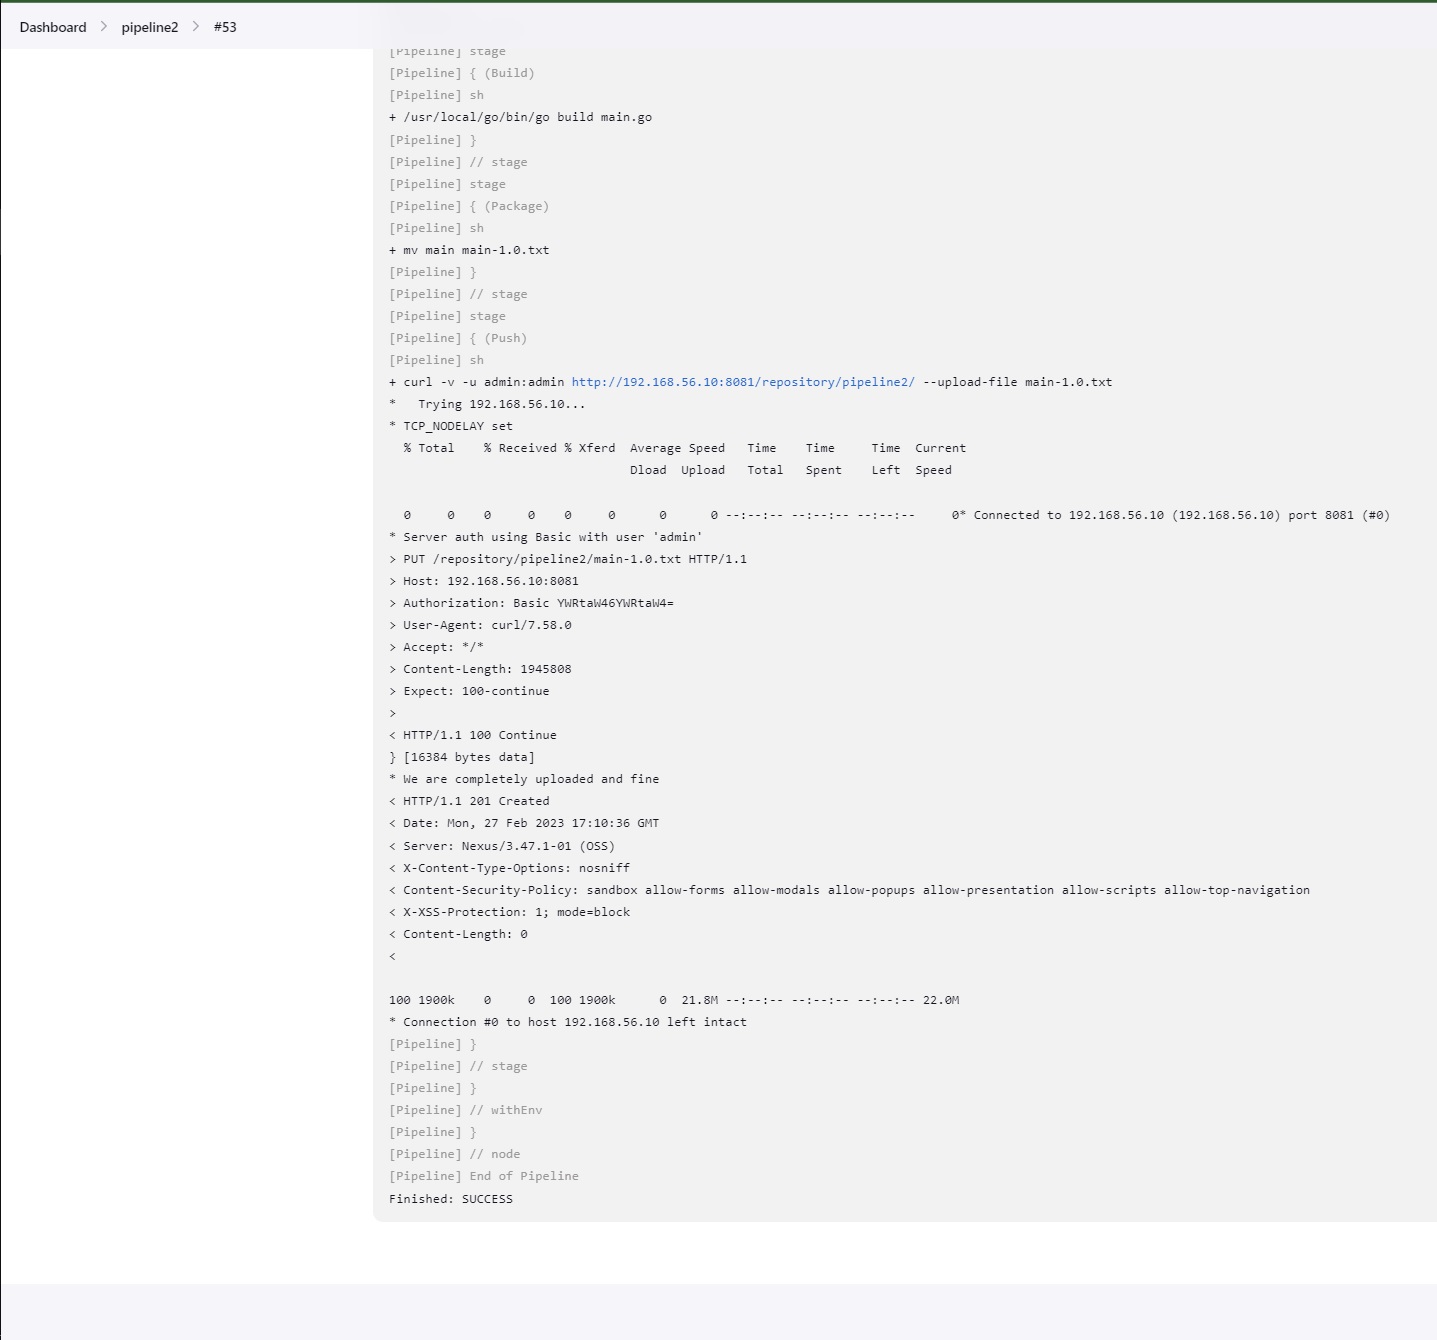 Dashboard > pipeline2 > #53
[Pipeline] stage
[Pipeline] { (Build)
[Pipeline] sh
+ /usr/local/go/bin/go build main.go
[Pipeline] }
[Pipeline] // stage
[Pipeline] stage
[Pipeline] { (Package)
[Pipeline] sh
+ mv main main-1.0.txt
[Pipeline] }
[Pipeline] // stage
[Pipeline] stage
[Pipeline] { (Push)
[Pipeline] sh
+ curl -v -u admin:admin http://192.168.56.10:8081/repository/pipeline2/ --upload-file main-1.0.txt
*   Trying 192.168.56.10...
* TCP_NODELAY set
  % Total    % Received % Xferd  Average Speed   Time    Time     Time  Current
                                 Dload  Upload   Total   Spent    Left  Speed
  0     0    0     0    0     0      0      0 --:--:-- --:--:-- --:--:--     0* Connected to 192.168.56.10 (192.168.56.10) port 8081 (#0)
* Server auth using Basic with user 'admin'
> PUT /repository/pipeline2/main-1.0.txt HTTP/1.1
> Host: 192.168.56.10:8081
> Authorization: Basic YWRtaW46YWRtaW4=
> User-Agent: curl/7.58.0
> Accept: */*
> Content-Length: 1945808
> Expect: 100-continue
>
< HTTP/1.1 100 Continue
} [16384 bytes data]
* We are completely uploaded and fine
< HTTP/1.1 201 Created
< Date: Mon, 27 Feb 2023 17:10:36 GMT
< Server: Nexus/3.47.1-01 (OSS)
< X-Content-Type-Options: nosniff
< Content-Security-Policy: sandbox allow-forms allow-modals allow-popups allow-presentation allow-scripts allow-top-navigation
< X-XSS-Protection: 1; mode=block
< Content-Length: 0
<
100 1900k    0     0  100 1900k      0  21.8M --:--:-- --:--:-- --:--:-- 22.0M
* Connection #0 to host 192.168.56.10 left intact
[Pipeline] }
[Pipeline] // stage
[Pipeline] }
[Pipeline] // withEnv
[Pipeline] }
[Pipeline] // node
[Pipeline] End of Pipeline
Finished: SUCCESS